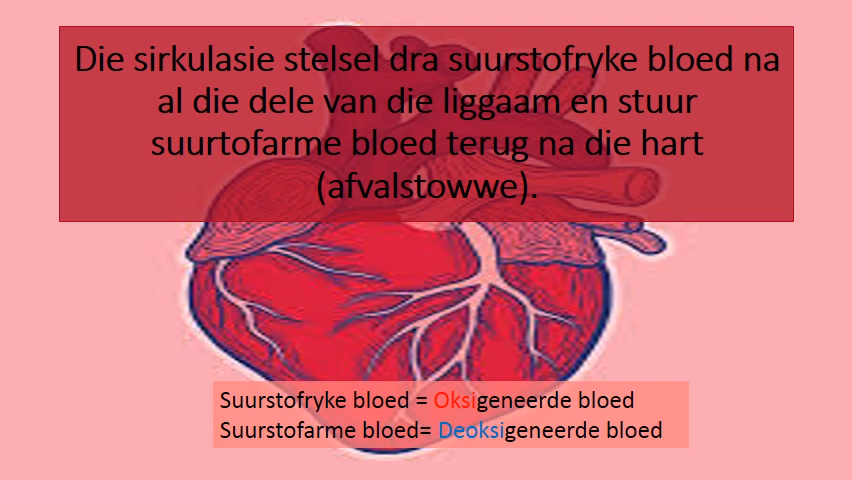 Die sirkulasie stelsel dra suurstofryke bloed na
al die dele van die liggaam en stuur
suurtofarme bloed terug na die hart
(afvalstowwe).
Suurstofryke bloed = Oksigeneerde bloed
Suurstofarme bloed= Deoksigeneerde bloed